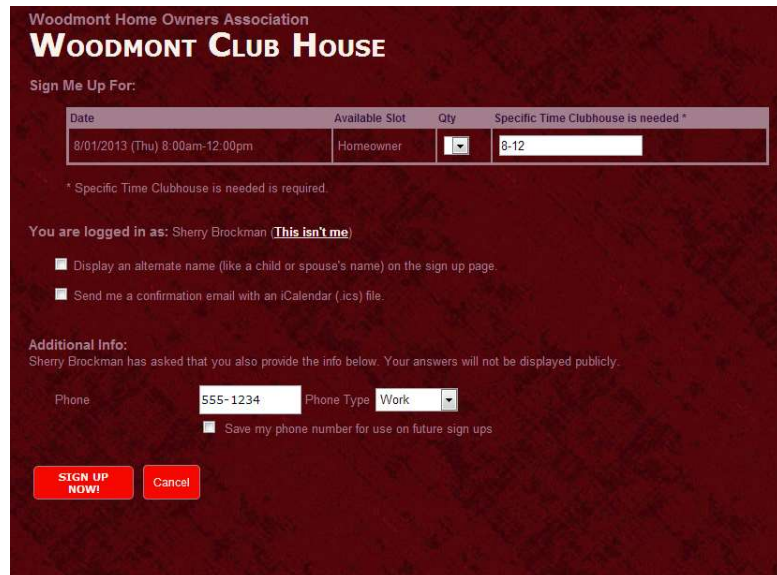 Woodmont Home Owners Association
WOODMONT CLUB HOUSE
Sign Me Up For:
Date Available Slot Qty Specific Time Clubhouse is needed *
8/01/2013 (Thu) 8:00am-12:00pm Homeowner 8-12
* Specific Time Clubhouse is needed is required.
You are logged in as: Sherry Brockman (This isn't me)
Display an alternate name (like a child or spouse's name) on the sign up page.
Send me a confirmation email with an iCalendar (.ics) file.
Additional Info:
Sherry Brockman has asked that you also provide the info below. Your answers will not be displayed publicly.
Phone 555-1234 Phone Type Work
Save my phone number for use on future sign ups
SIGN UP
NOW!
Cancel